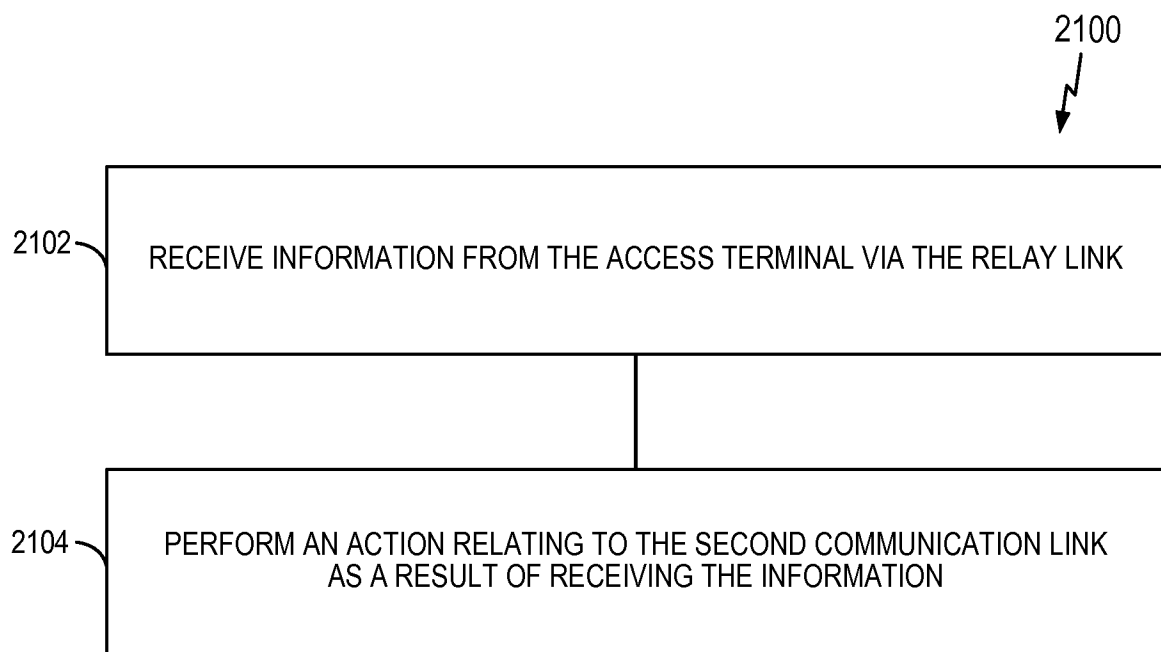 2100
2102
RECEIVE INFORMATION FROM THE ACCESS TERMINAL VIA THE RELAY LINK
2104
PERFORM AN ACTION RELATING TO THE SECOND COMMUNICATION LINK
AS A RESULT OF RECEIVING THE INFORMATION